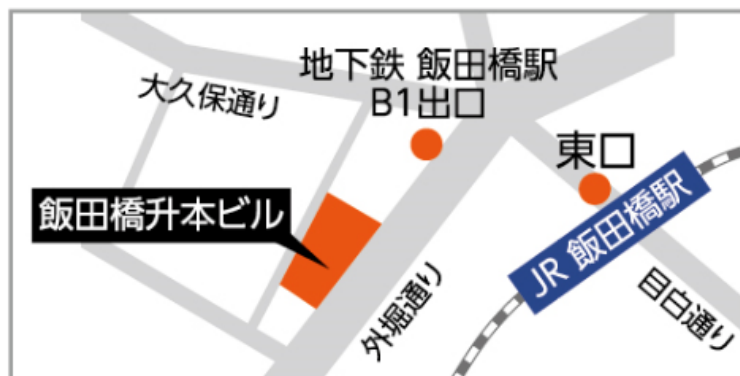 地下鉄 飯田橋駅
B1出口
大久保通り
東口
飯田橋升本ビル
JR 飯田橋駅
外堀通り
目白通り